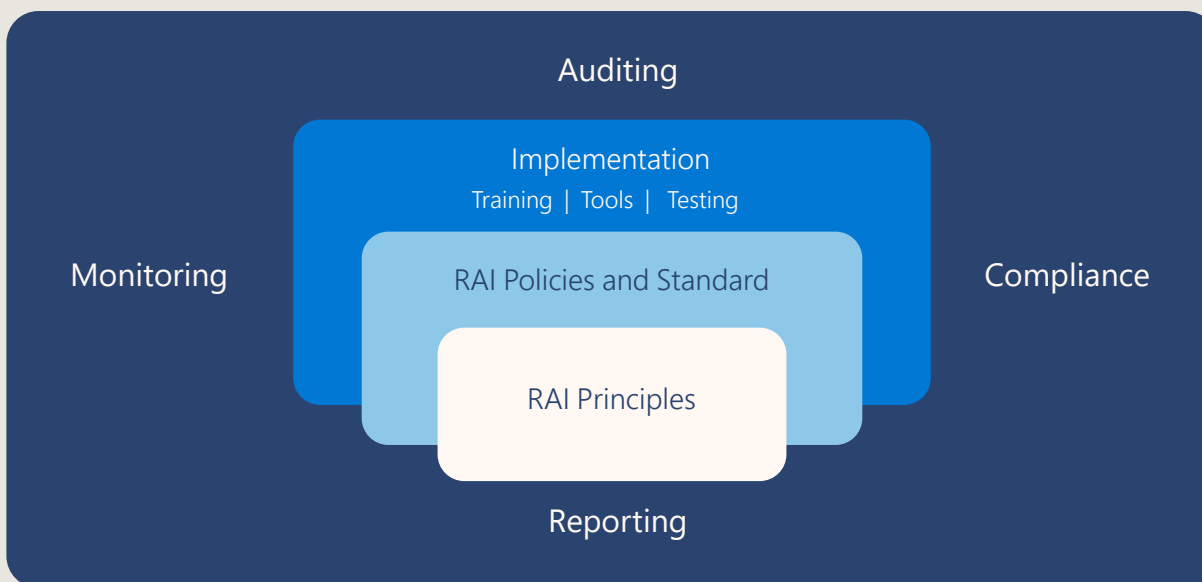 Auditing
Implementation
Training | Tools | Testing
Monitoring
RAI Policies and Standard
Compliance
RAI Principles
Reporting